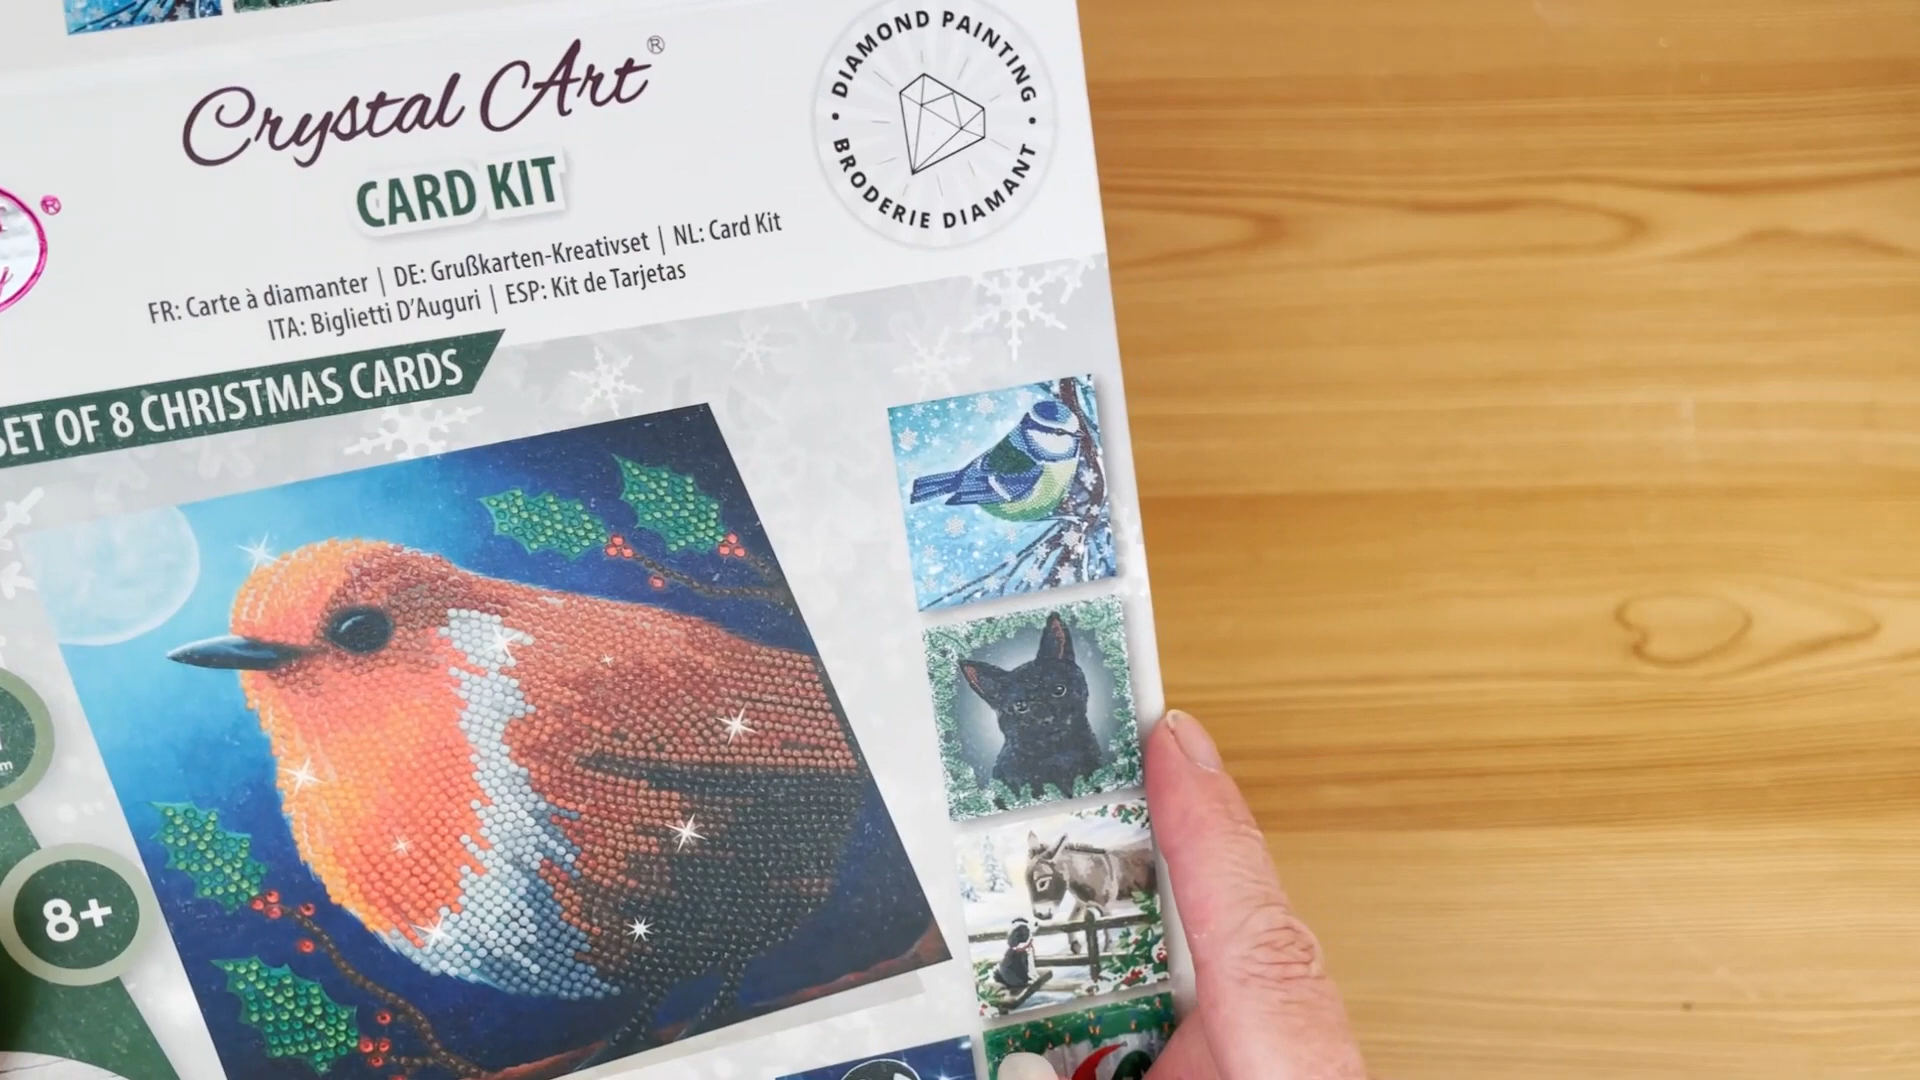 Crystal Art®
CARD KIT
FR: Carte à diamanter | DE: Grußkarten-Kreativset | NL: Card Kit
ITA: Biglietti D'Auguri | ESP: Kit de Tarjetas
• DIAMOND PAINTING •
BRODERIE DIAMANT
®
SET OF 8 CHRISTMAS CARDS
8+